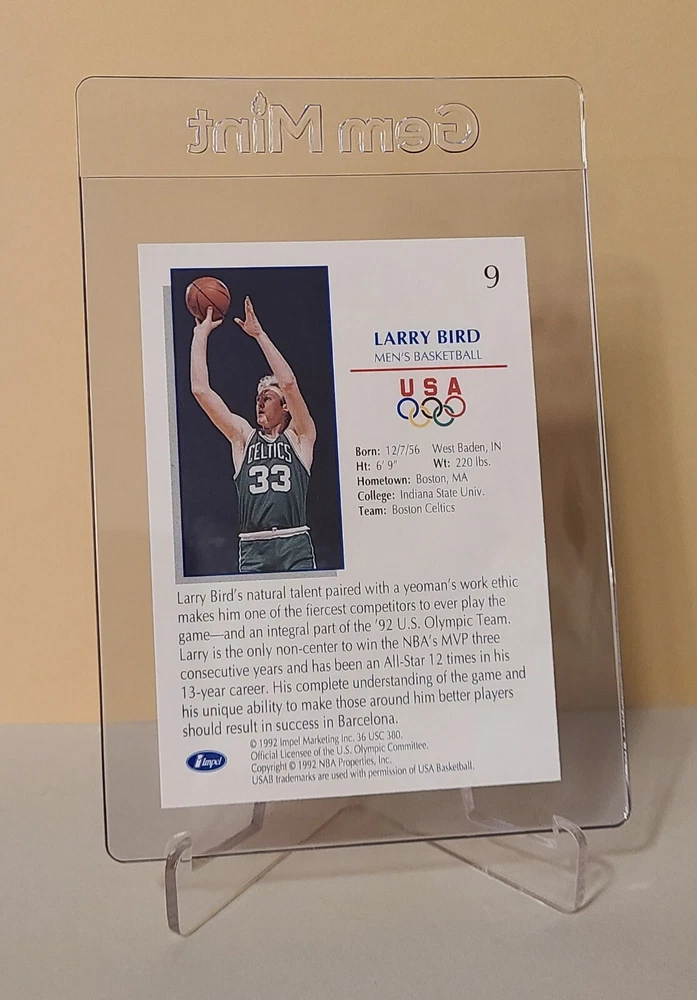 Gem Mint
9
LARRY BIRD
MEN'S BASKETBALL
USA
Born: 12/7/56 West Baden, IN
Ht: 6' 9" Wt: 220 lbs.
Hometown: Boston, MA
College: Indiana State Univ.
Team: Boston Celtics
CELTICS
33
Larry Bird's natural talent paired with a yeoman's work ethic
makes him one of the fiercest competitors to ever play the
game—and an integral part of the '92 U.S. Olympic Team.
Larry is the only non-center to win the NBA's MVP three
consecutive years and has been an All-Star 12 times in his
13-year career. His complete understanding of the game and
his unique ability to make those around him better players
should result in success in Barcelona.
Impel
© 1992 Impel Marketing Inc. 36 USC 380.
Official Licensee of the U.S. Olympic Committee.
Copyright © 1992 NBA Properties, Inc.
USAB trademarks are used with permission of USA Basketball.